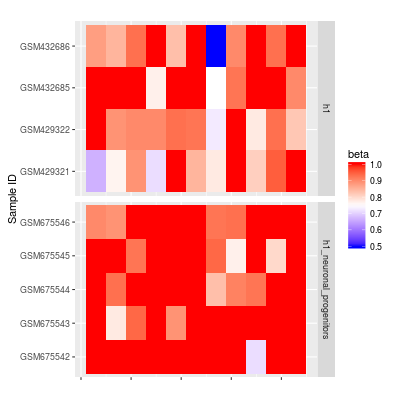 Sample ID
GSM432686
GSM432685
GSM429322
GSM429321
h1
GSM675546
GSM675545
GSM675544
GSM675543
GSM675542
h1_neuronal_progenitors
beta
1.0
0.9
0.8
0.7
0.6
0.5